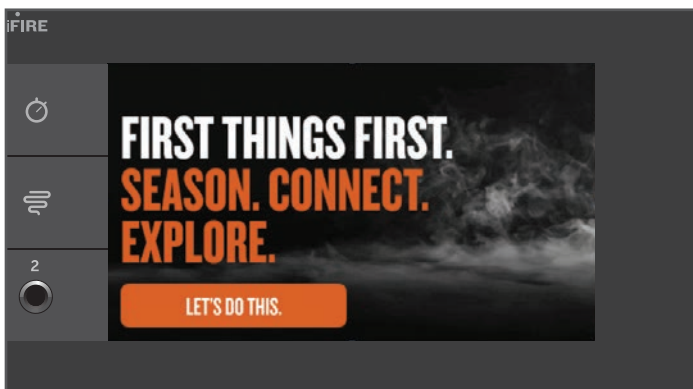 iFIRE
FIRST THINGS FIRST.
SEASON. CONNECT.
EXPLORE.
2
LET'S DO THIS.